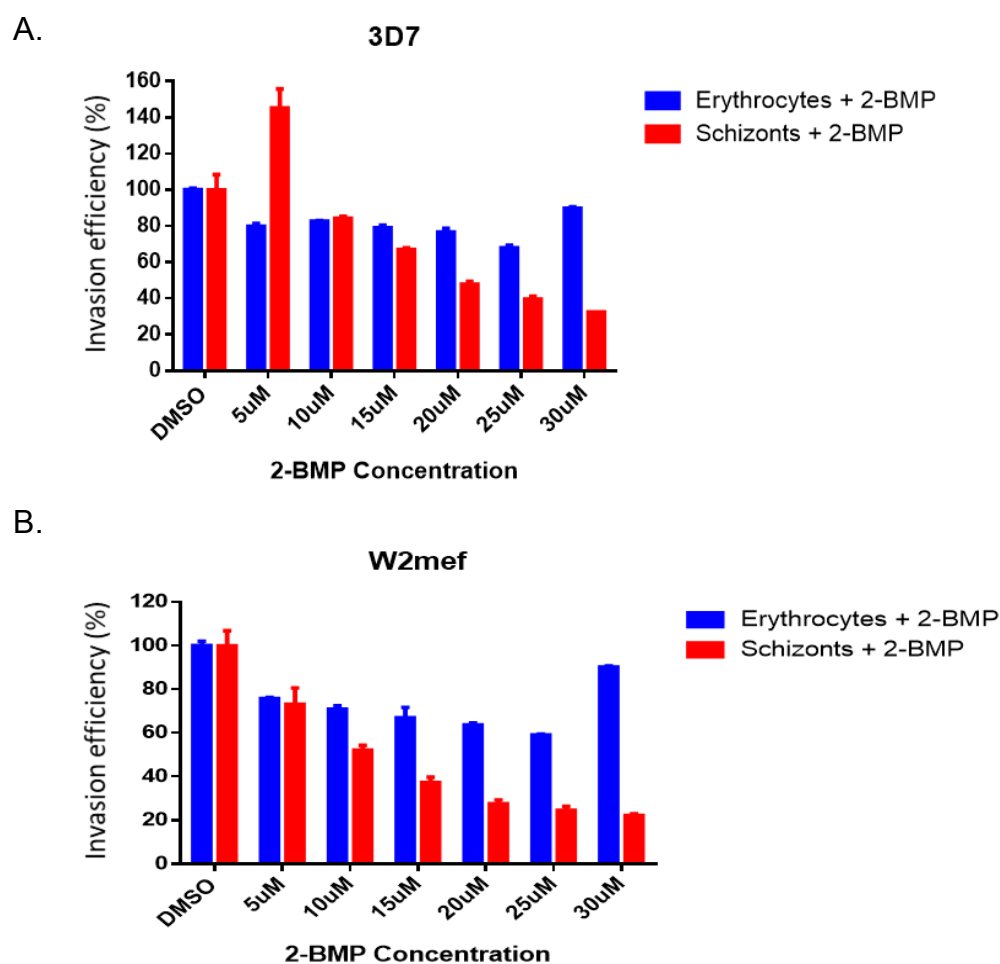 A.
3D7
Invasion efficiency (%)
160
140
120
100
80
60
40
20
0
Erythrocytes + 2-BMP
Schizonts + 2-BMP
DMSO
5uM
10uM
15uM
20uM
25uM
30uM
2-BMP Concentration
B.
W2mef
Invasion efficiency (%)
120
100
80
60
40
20
0
Erythrocytes + 2-BMP
Schizonts + 2-BMP
DMSO
5uM
10uM
15uM
20uM
25uM
30uM
2-BMP Concentration